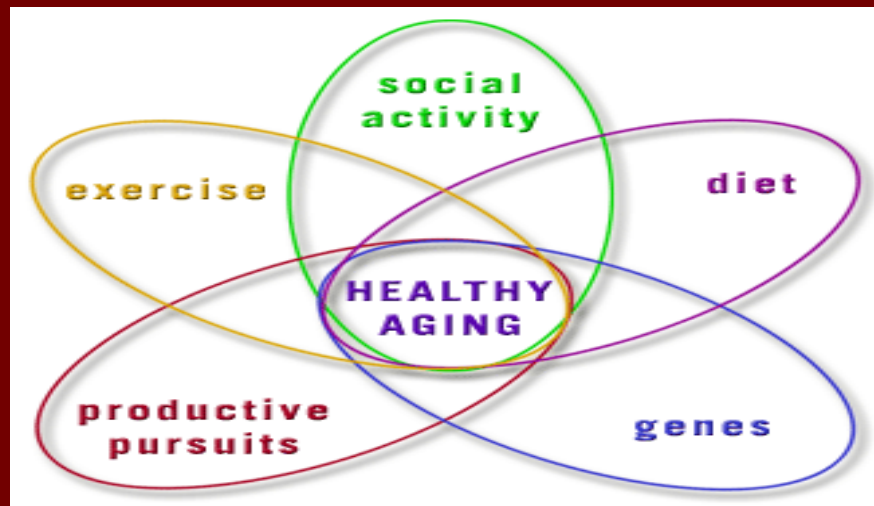 social
activity
exercise
diet
HEALTHY
AGING
productive
pursuits
genes